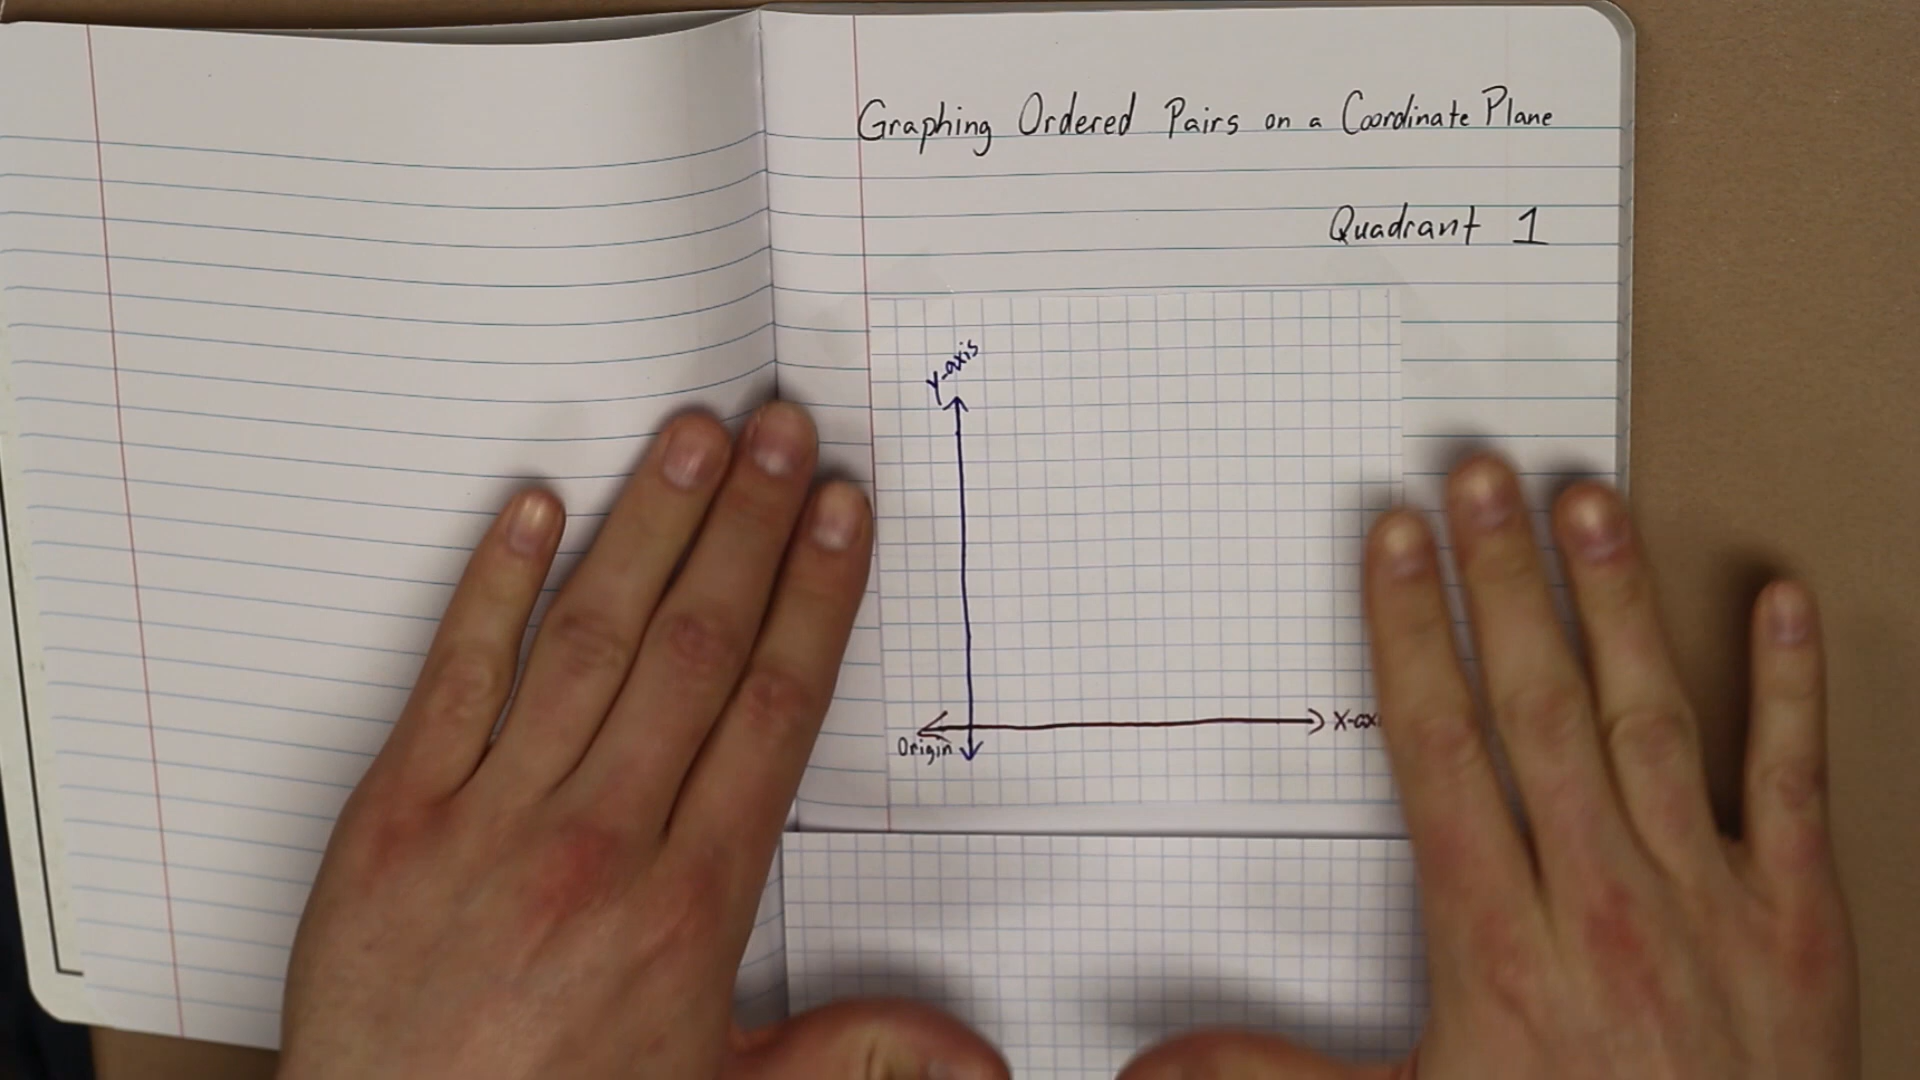 Graphing Ordered Pairs on a Coordinate Plane
Quadrant 1
y-axis
Origin